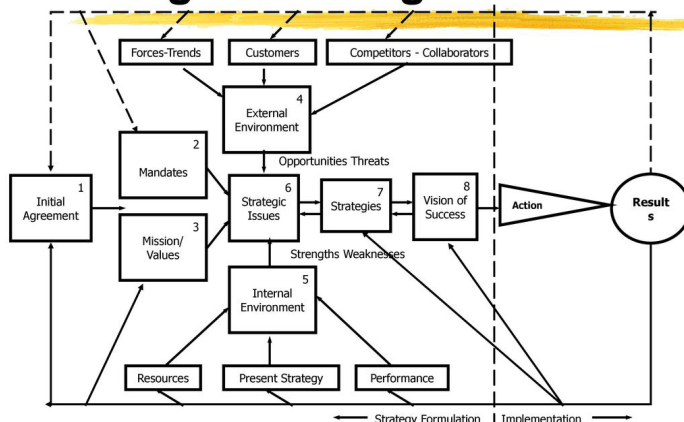 Forces-Trends
Customers
Competitors - Collaborators
4
External
Environment
2
Mandates
Opportunities Threats
1
Initial
Agreement
6
Strategic
Issues
7
Strategies
8
Vision of
Success
Action
Result
s
3
Mission/
Values
Strengths Weaknesses
5
Internal
Environment
Resources
Present Strategy
Performance
Strategy Formulation
Implementation